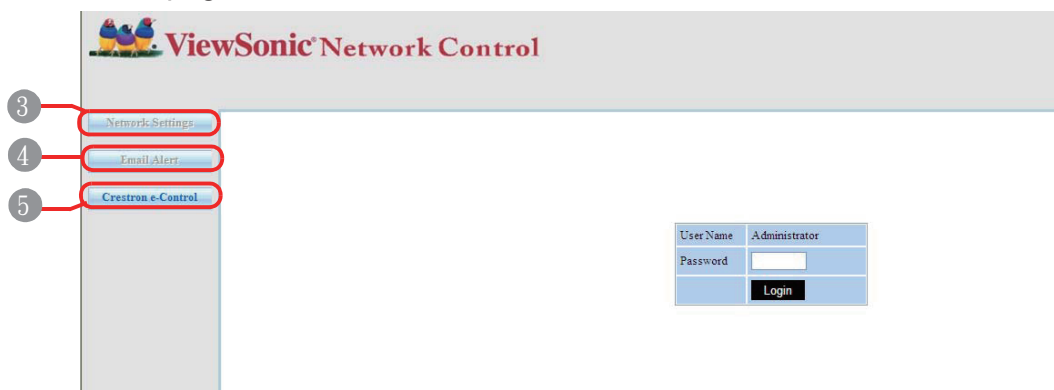 ViewSonic® Network Control
3
Network Settings
4
Email Alert
5
Crestron e-Control
User Name Administrator
Password
Login